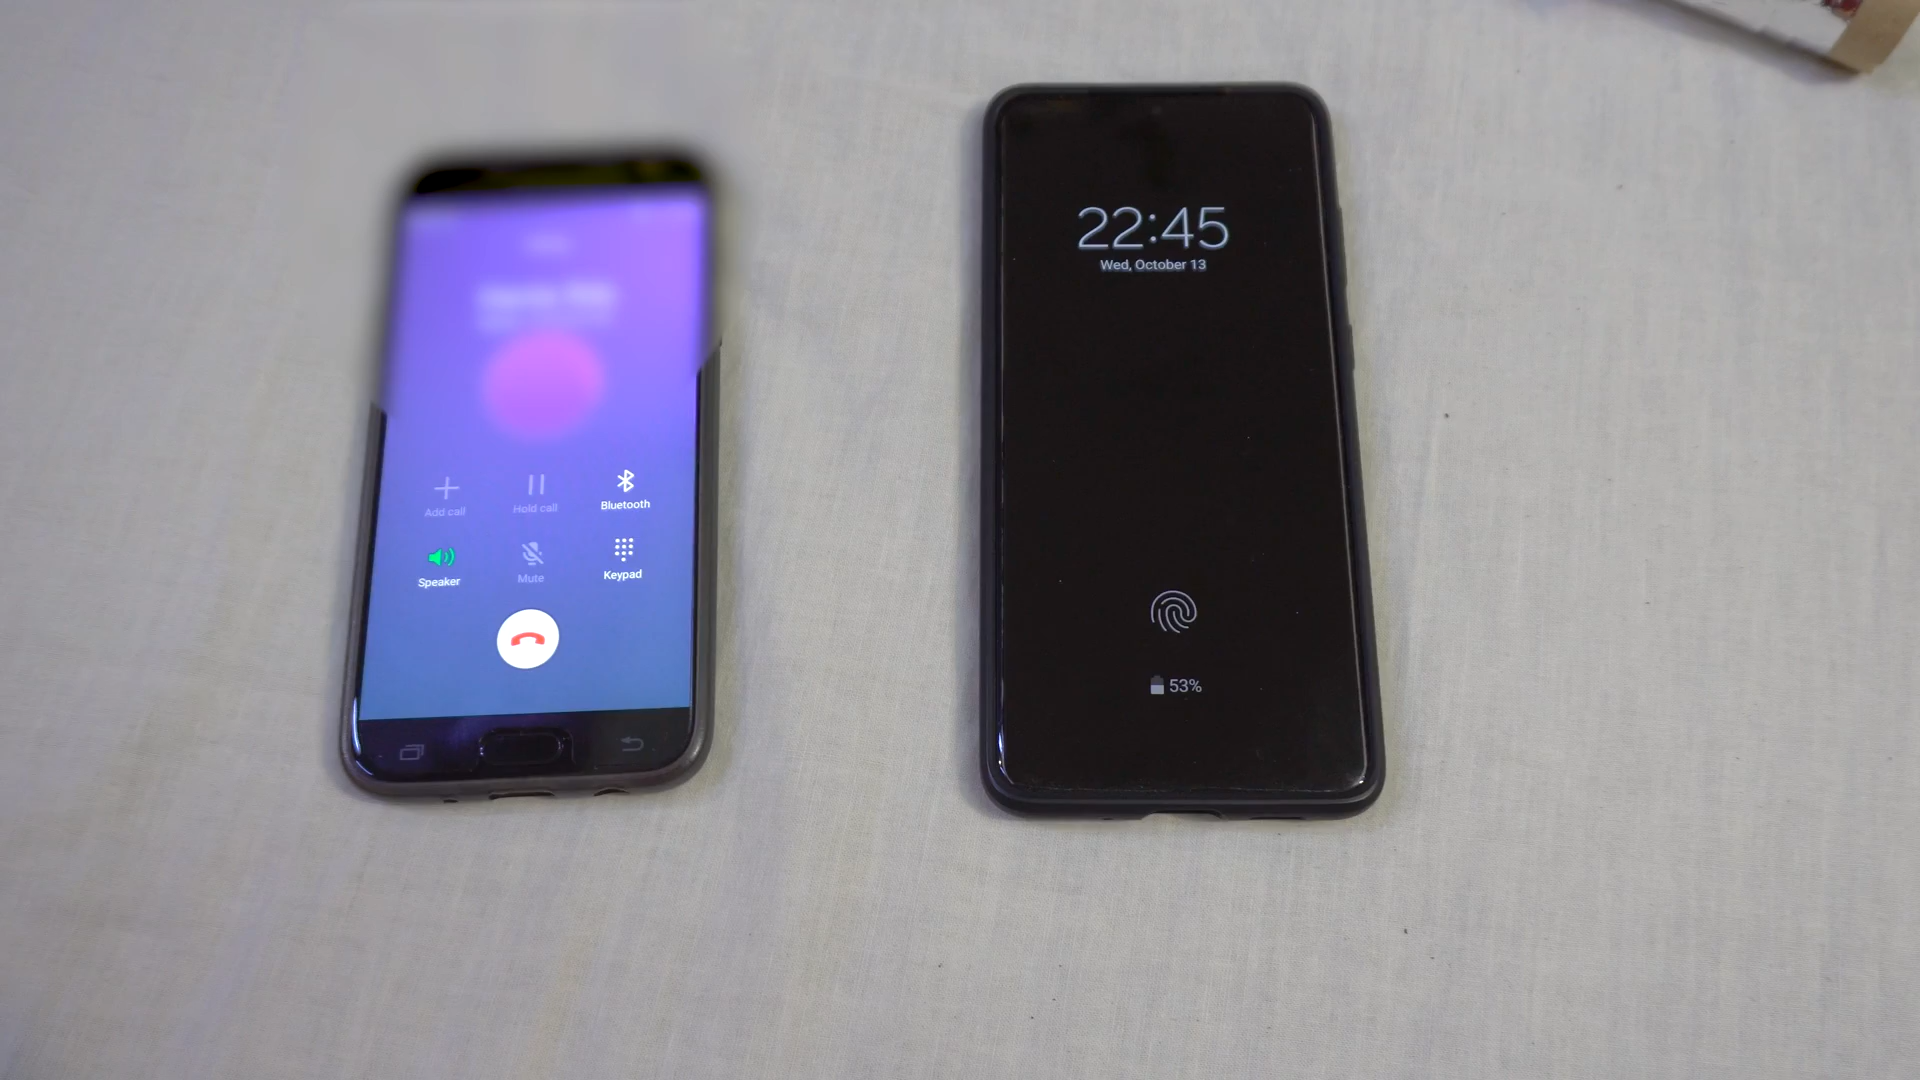 Add call
Hold call
Bluetooth
Speaker
Mute
Keypad
22:45
Wed, October 13
53%